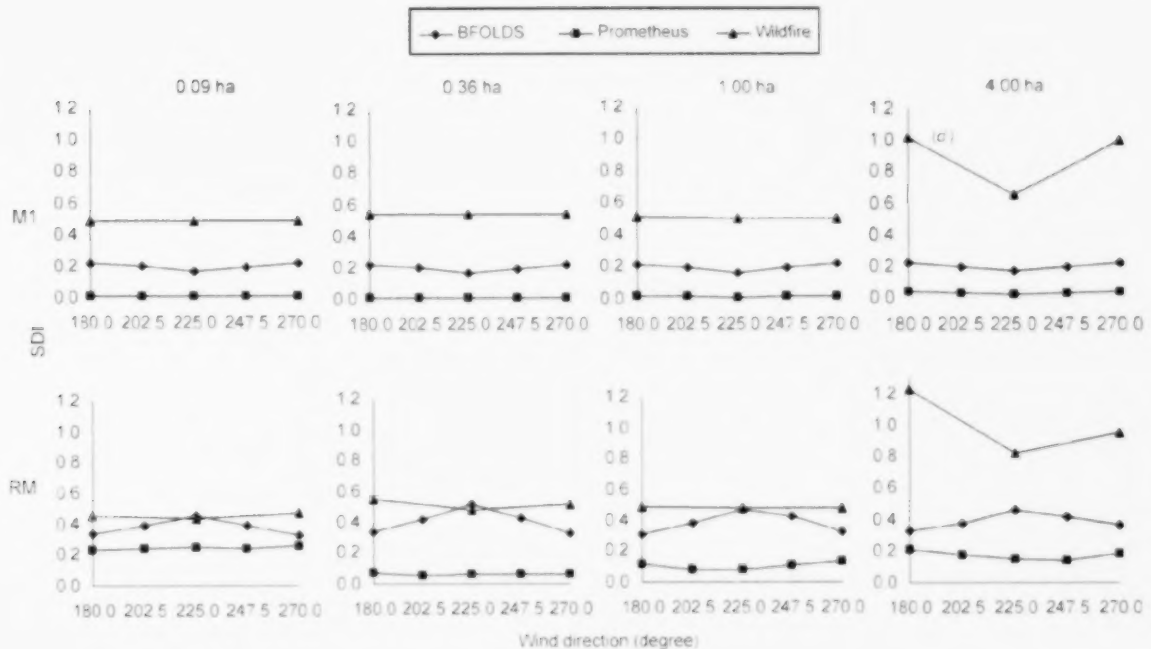 BFOLDS Prometheus Wildfire
0.09 ha 0.36 ha 1.00 ha 4.00 ha
1.2 1.2 1.2 1.2
1.0 1.0 1.0 1.0 (d)
0.8 0.8 0.8 0.8
0.6 0.6 0.6 0.6
M1
0.4 0.4 0.4 0.4
0.2 0.2 0.2 0.2
0.0 0.0 0.0 0.0
180.0 202.5 225.0 247.5 270.0 180.0 202.5 225.0 247.5 270.0 180.0 202.5 225.0 247.5 270.0 180.0 202.5 225.0 247.5 270.0
SDI
1.2 1.2 1.2 1.2
1.0 1.0 1.0 1.0
0.8 0.8 0.8 0.8
0.6 0.6 0.6 0.6
RM
0.4 0.4 0.4 0.4
0.2 0.2 0.2 0.2
0.0 0.0 0.0 0.0
180.0 202.5 225.0 247.5 270.0 180.0 202.5 225.0 247.5 270.0 180.0 202.5 225.0 247.5 270.0 180.0 202.5 225.0 247.5 270.0
Wind direction (degree)